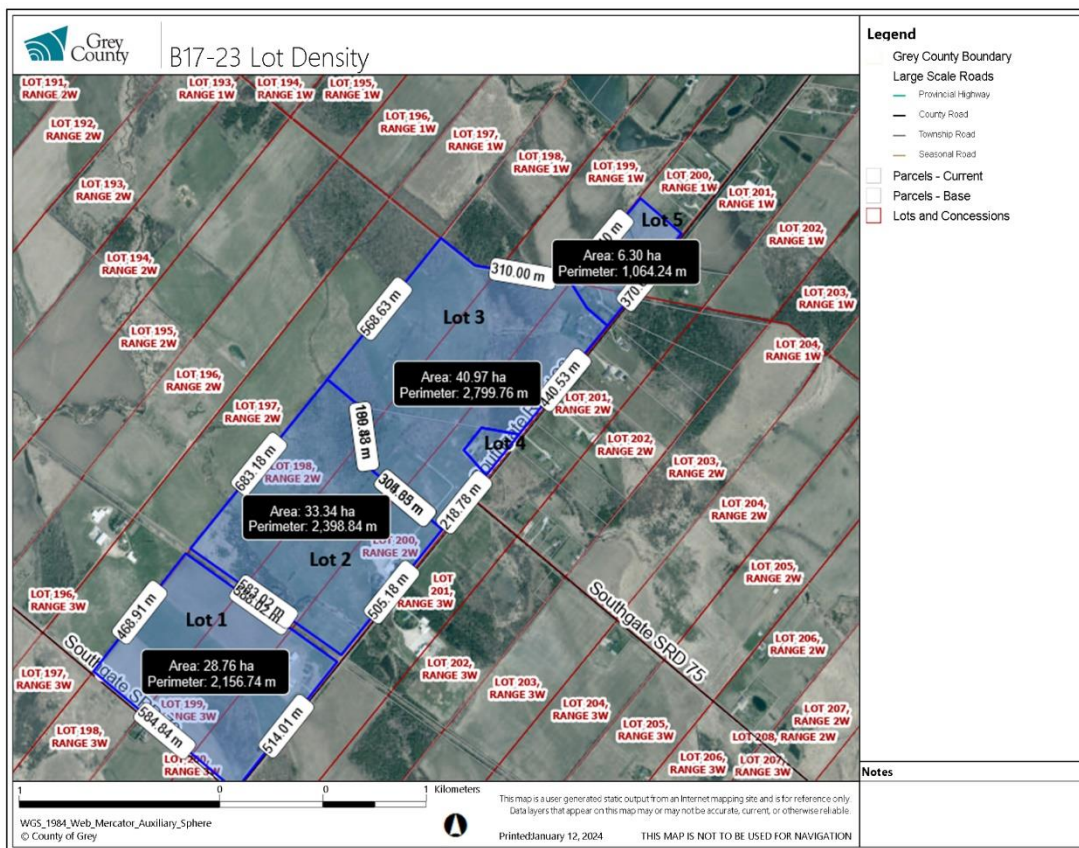 Grey
County
B17-23 Lot Density
LOT 191,
RANGE 2W
LOT 193,
RANGE 1W
LOT 194,
RANGE 1W
LOT 195,
RANGE 1W
LOT 192,
RANGE 2W
LOT 196,
RANGE 1W
LOT 197,
RANGE 1W
LOT 198,
RANGE 1W
LOT 199,
RANGE 1W
LOT 200,
RANGE 1W
LOT 201,
RANGE 1W
LOT 193,
RANGE 2W
LOT 202,
RANGE 1W
Lot 5
LOT 194,
RANGE 2W
310.00 m
Area: 6.30 ha
Perimeter: 1,064.24 m
LOT 203,
RANGE 1W
568.63 m
Lot 3
LOT 195,
RANGE 2W
LOT 204,
RANGE 1W
LOT 196,
RANGE 2W
Area: 40.97 ha
Perimeter: 2,799.76 m
440.53 m
LOT 201,
RANGE 2W
LOT 197,
RANGE 2W
Lot 4
LOT 202,
RANGE 2W
LOT 203,
RANGE 2W
683.18 m
LOT 198,
RANGE 2W
218.78 m
LOT 204,
RANGE 2W
Area: 33.34 ha
Perimeter: 2,398.84 m
LOT 200,
RANGE 2W
Lot 2
505.18 m
LOT 205,
RANGE 2W
LOT 196,
RANGE 3W
468.91 m
583.02 m
LOT
201,
RANGE 3W
Southgate SRD 75
Lot 1
LOT 206,
RANGE 2W
LOT 197,
RANGE 3W
Area: 28.76 ha
Perimeter: 2,156.74 m
LOT 202,
RANGE 3W
LOT 203,
RANGE 3W
LOT 204,
RANGE 3W
LOT 205,
RANGE 3W
LOT 207,
RANGE 2W
LOT 198,
RANGE 3W
LOT 199,
RANGE 3W
584.84 m
514.01 m
LOT 208, RANGE 2W
LOT 206,
RANGE 3W
LOT 207,
RANGE 3W
RANGE 3W
Southgate
Legend
Grey County Boundary
Large Scale Roads
Provincial Highway
County Road
Township Road
Seasonal Road
Parcels - Current
Parcels - Base
Lots and Concessions
Notes
1 0 0 1 Kilometers
WGS_1984_Web_Mercator_Auxiliary_Sphere
© County of Grey
This map is a user generated static output from an Internet mapping site and is for reference only.
Data layers that appear on this map may or may not be accurate, current, or otherwise reliable.
PrintedJanuary 12, 2024
THIS MAP IS NOT TO BE USED FOR NAVIGATION